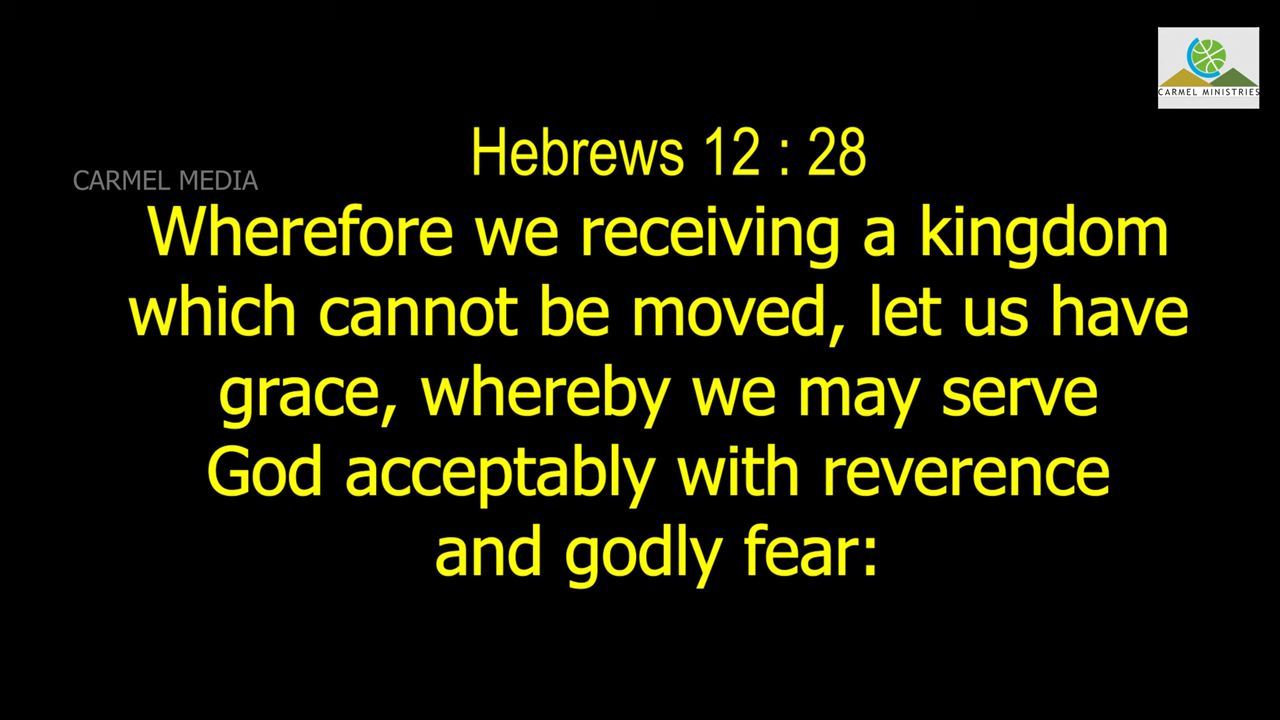 CARMEL MINISTRIES
Hebrews 12 : 28
CARMEL MEDIA
Wherefore we receiving a kingdom
which cannot be moved, let us have
grace, whereby we may serve
God acceptably with reverence
and godly fear: